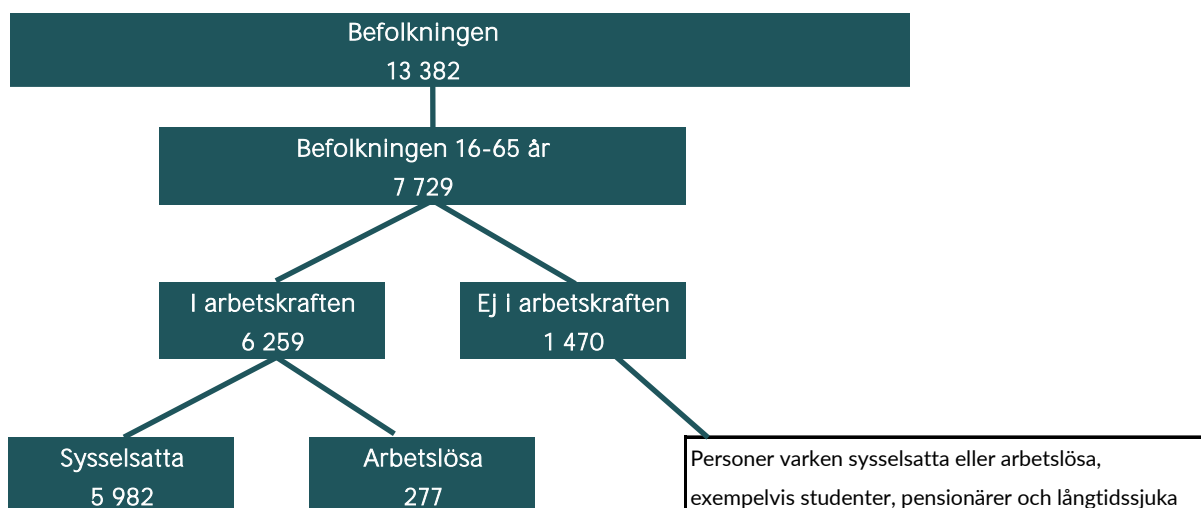 Befolkningen
13 382
Befolkningen 16-65 år
7 729
I arbetskraften
6 259
Ej i arbetskraften
1 470
Sysselsatta
5 982
Arbetslösa
277
Personer varken sysselsatta eller arbetslösa,
exempelvis studenter, pensionärer och långtidssjuka